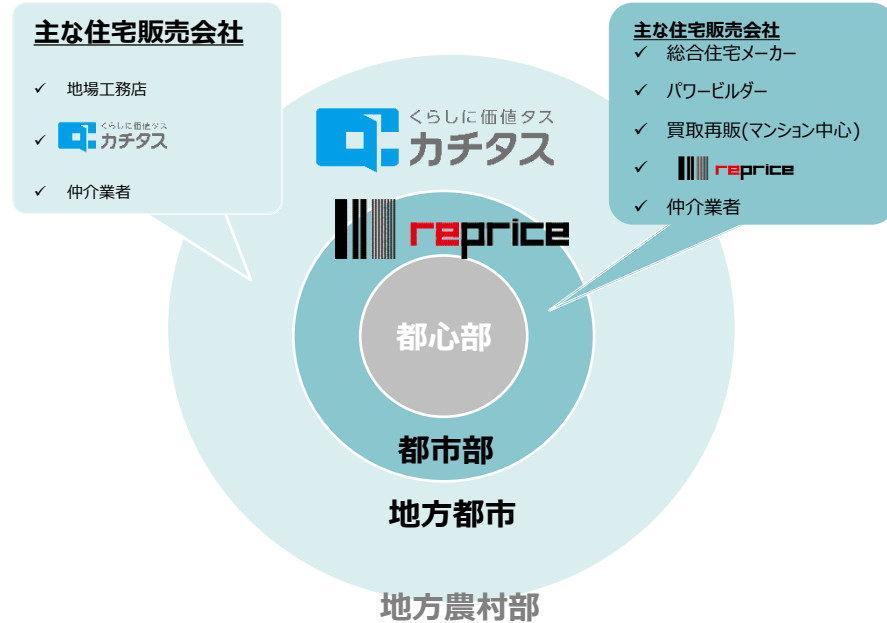 主な住宅販売会社
✓ 地場工務店
✓ くらしに価値タス
カチタス
✓ 仲介業者
主な住宅販売会社
✓ 総合住宅メーカー
✓ パワービルダー
✓ 買取再販(マンション中心)
✓ reprice
✓ 仲介業者
くらしに価値タス
カチタス
reprice
都心部
都市部
地方都市
地方農村部